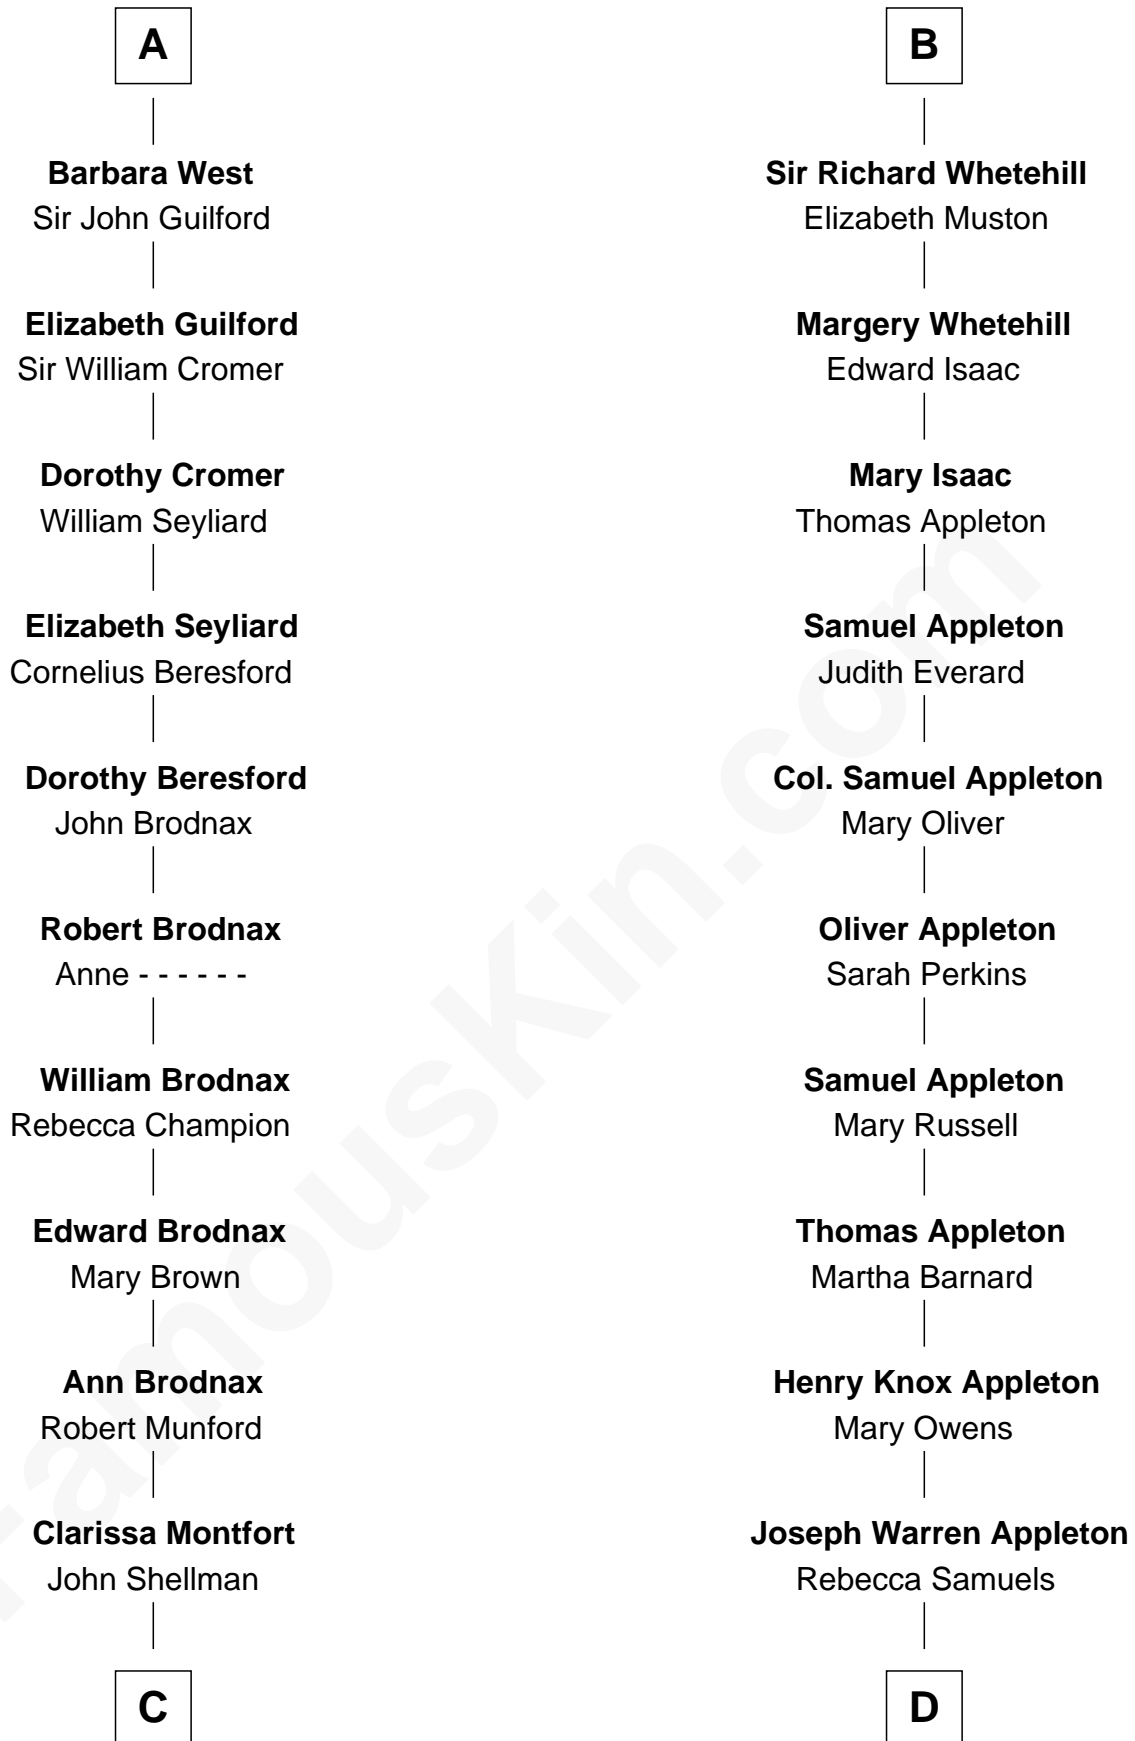 A
Barbara West
Sir John Guilford
Elizabeth Guilford
Sir William Cromer
Dorothy Cromer
William Seyliard
Elizabeth Seyliard
Cornelius Beresford
Dorothy Beresford
John Brodnax
Robert Brodnax
Anne - - - - - -
William Brodnax
Rebecca Champion
Edward Brodnax
Mary Brown
Ann Brodnax
Robert Munford
Clarissa Montfort
John Shellman
C
B
Sir Richard Whetehill
Elizabeth Muston
Margery Whetehill
Edward Isaac
Mary Isaac
Thomas Appleton
Samuel Appleton
Judith Everard
Col. Samuel Appleton
Mary Oliver
Oliver Appleton
Sarah Perkins
Samuel Appleton
Mary Russell
Thomas Appleton
Martha Barnard
Henry Knox Appleton
Mary Owens
Joseph Warren Appleton
Rebecca Samuels
D
FamousKin.com